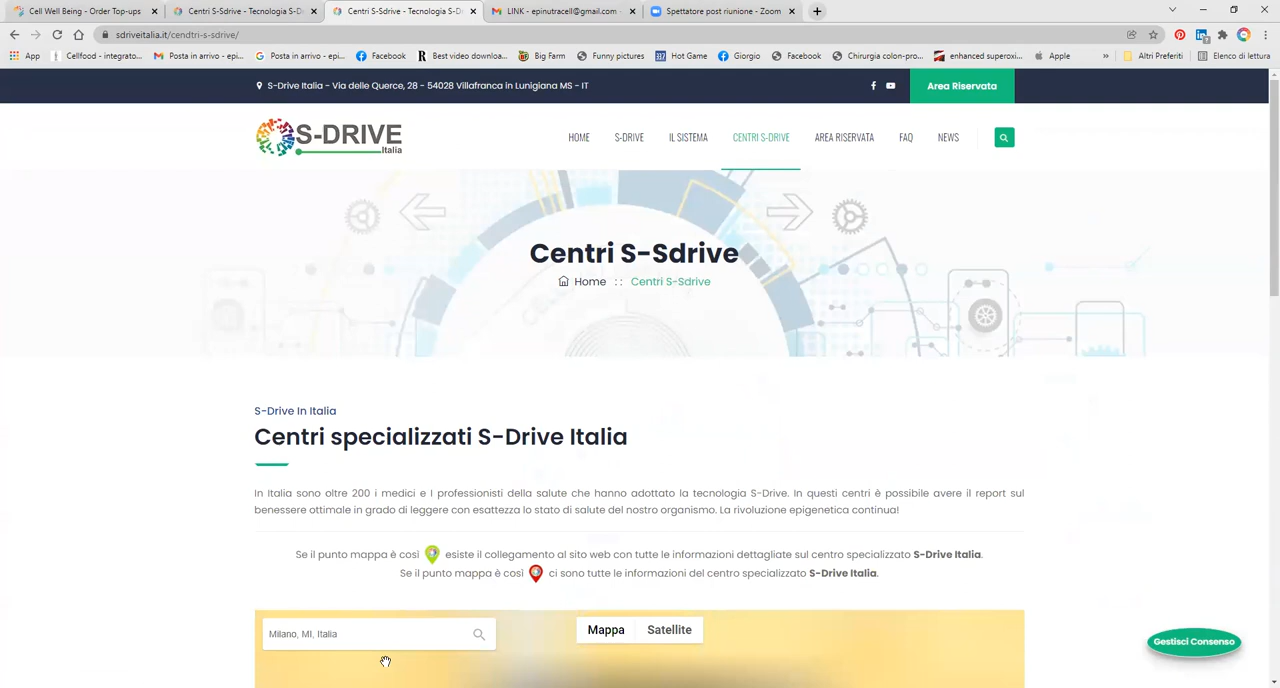 Cell Well Being - Order Top-ups
Centri S-Sdrive - Tecnologia S-D
Centri S-Sdrive - Tecnologia S-D
LINK - epinutracell@gmail.com -
Spettatore post riunione - Zoom
sdriveitalia.it/cendtri-s-sdrive/
App
Cellfood - integrato...
Posta in arrivo - epi...
Posta in arrivo - epi...
Facebook
Best video downloa...
Big Farm
Funny pictures
Hot Game
Giorgio
Facebook
Chirurgia colon-pro...
enhanced superoxi...
Apple
»
Altri Preferiti
Elenco di lettura
S-Drive Italia - Via delle Querce, 28 - 54028 Villafranca in Lunigiana MS - IT
Area Riservata
S-DRIVE
Italia
HOME
S-DRIVE
IL SISTEMA
CENTRI S-DRIVE
AREA RISERVATA
FAQ
NEWS
Centri S-Sdrive
Home :: Centri S-Sdrive
S-Drive In Italia
Centri specializzati S-Drive Italia
In Italia sono oltre 200 i medici e I professionisti della salute che hanno adottato la tecnologia S-Drive. In questi centri è possibile avere il report sul
benessere ottimale in grado di leggere con esattezza lo stato di salute del nostro organismo. La rivoluzione epigenetica continua!
Se il punto mappa è così esiste il collegamento al sito web con tutte le informazioni dettagliate sul centro specializzato S-Drive Italia.
Se il punto mappa è così ci sono tutte le informazioni del centro specializzato S-Drive Italia.
Milano, MI, Italia
Mappa
Satellite
Gestisci Consenso